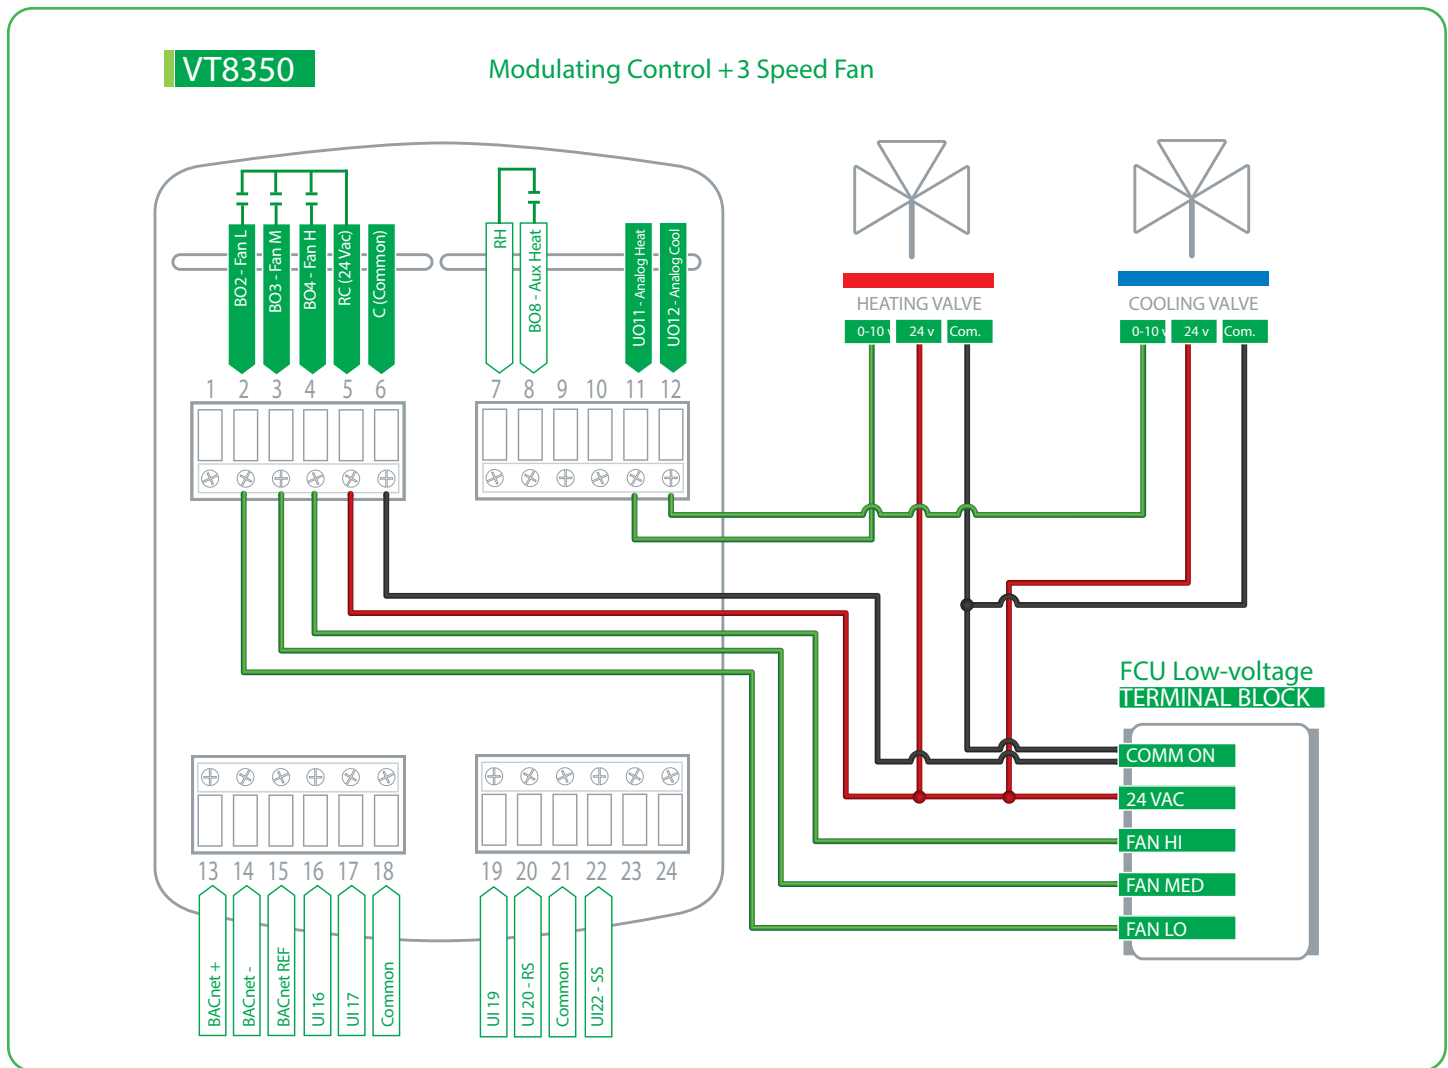 VT8350
Modulating Control + 3 Speed Fan
BO2 - Fan L
BO3 - Fan M
BO4 - Fan H
RC (24 Vac)
C (Common)
RH
BO8 - Aux Heat
UO11 - Analog Heat
UO12 - Analog Cool
HEATING VALVE
0-10 v
24 v
Com.
COOLING VALVE
0-10 v
24 v
Com.
1 2 3 4 5 6
7 8 9 10 11 12
FCU Low-voltage
TERMINAL BLOCK
COMM ON
24 VAC
FAN HI
FAN MED
FAN LO
13 14 15 16 17 18
19 20 21 22 23 24
BACnet +
BACnet -
BACnet REF
UI 16
UI 17
Common
UI 19
UI 20 - RS
Common
UI22 - SS